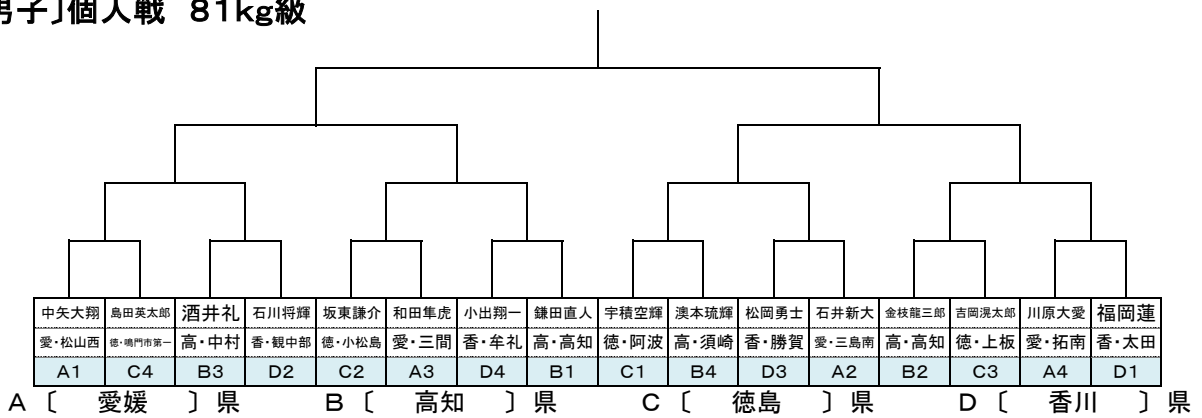 男子]個人戦 81kg級
中矢大翔 島田英太郎 酒井礼 石川将輝 坂東謙介 和田隼虎 小出翔一 鎌田直人 宇積空輝 澳本琉輝 松岡勇士 石井新大 金枝龍三郎 吉岡滉太郎 川原大愛 福岡蓮
愛・松山西 徳・鳴門市第一 高・中村 香・観中部 徳・小松島 愛・三間 香・牟礼 高・高知 徳・阿波 高・須崎 香・勝賀 愛・三島南 高・高知 徳・上板 愛・拓南 香・太田
A1 C4 B3 D2 C2 A3 D4 B1 C1 B4 D3 A2 B2 C3 A4 D1
A 〔 愛媛 〕県 B 〔 高知 〕県 C 〔 徳島 〕県 D 〔 香川 〕県